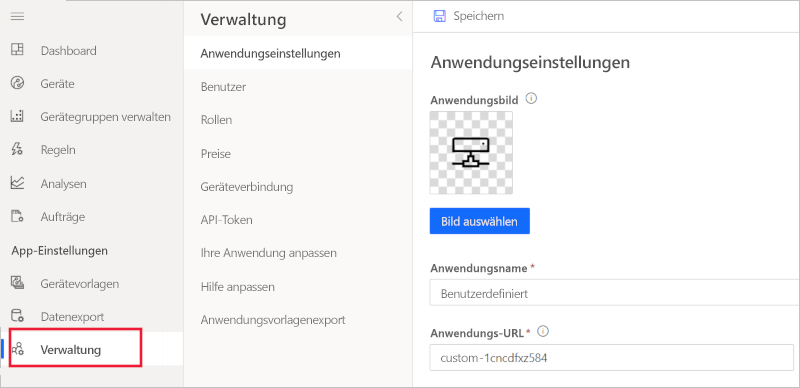 Dashboard
Geräte
Gerätegruppen verwalten
Regeln
Analysen
Aufträge
App-Einstellungen
Gerätevorlagen
Datenexport
Verwaltung
Verwaltung
Anwendungseinstellungen
Benutzer
Rollen
Preise
Geräteverbindung
API-Token
Ihre Anwendung anpassen
Hilfe anpassen
Anwendungsvorlagenexport
Speichern
Anwendungseinstellungen
Anwendungsbild
Bild auswählen
Anwendungsname *
Benutzerdefiniert
Anwendungs-URL *
custom-1cncdfxz584